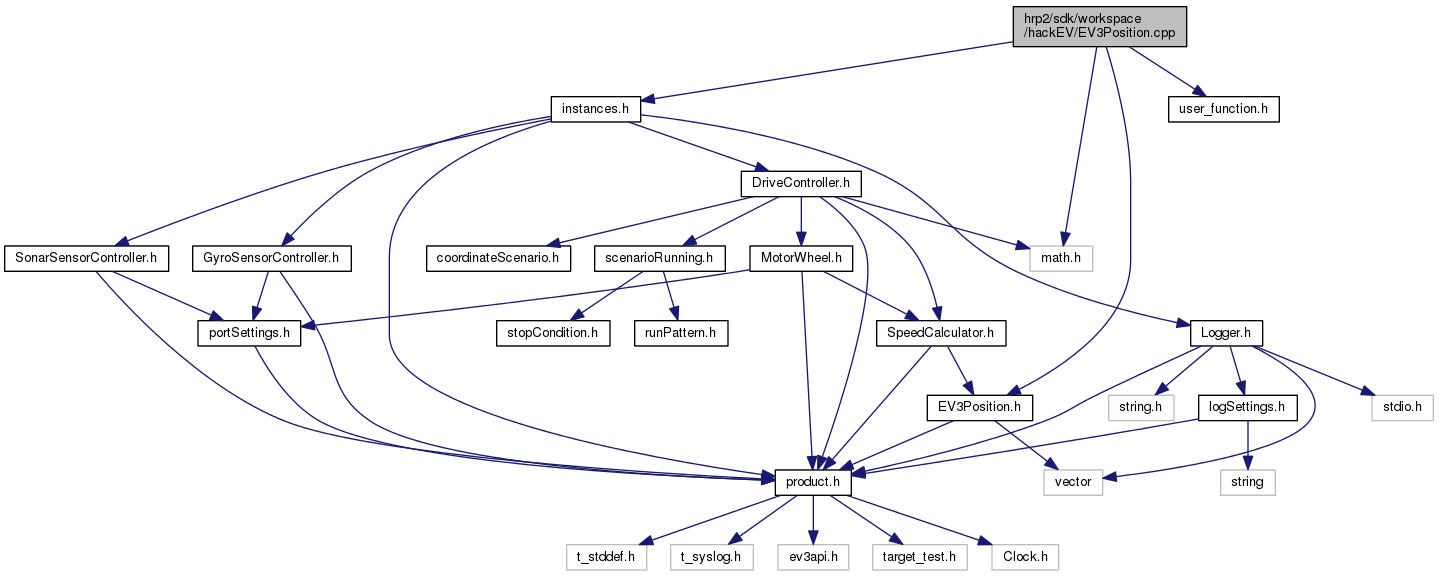 hrp2/sdk/workspace
/hackEV/EV3Position.cpp
instances.h
user_function.h
DriveController.h
SonarSensorController.h
GyroSensorController.h
coordinateScenario.h
scenarioRunning.h
MotorWheel.h
math.h
portSettings.h
stopCondition.h
runPattern.h
SpeedCalculator.h
Logger.h
EV3Position.h
string.h
logSettings.h
stdio.h
product.h
vector
string
t_stddef.h
t_syslog.h
ev3api.h
target_test.h
Clock.h